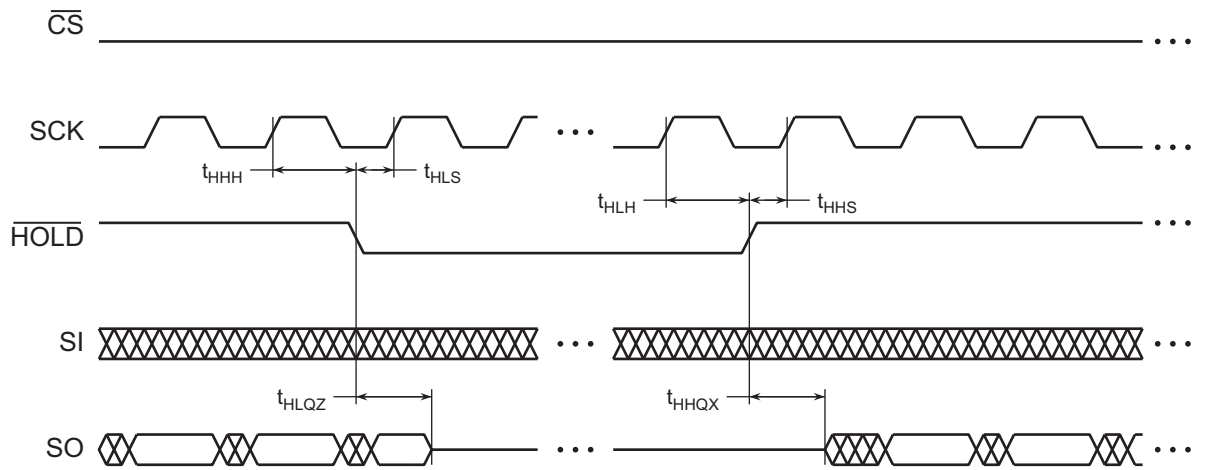 CS
SCK
tHHH
tHLS
tHLH
tHHS
HOLD
SI
tHLQZ
tHHQX
SO